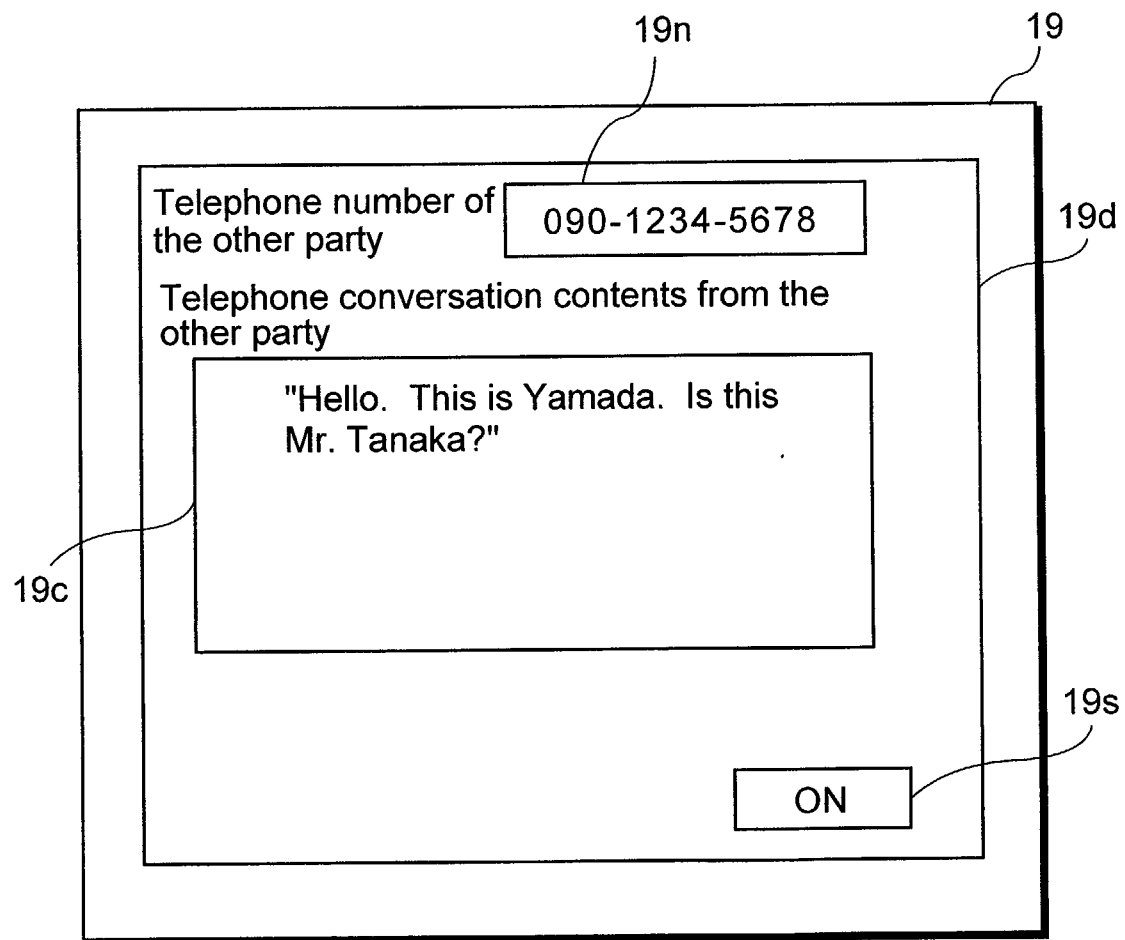 19n
19
Telephone number of
the other party
090-1234-5678
19d
Telephone conversation contents from the
other party
"Hello. This is Yamada. Is this
Mr. Tanaka?"
19c
19s
ON